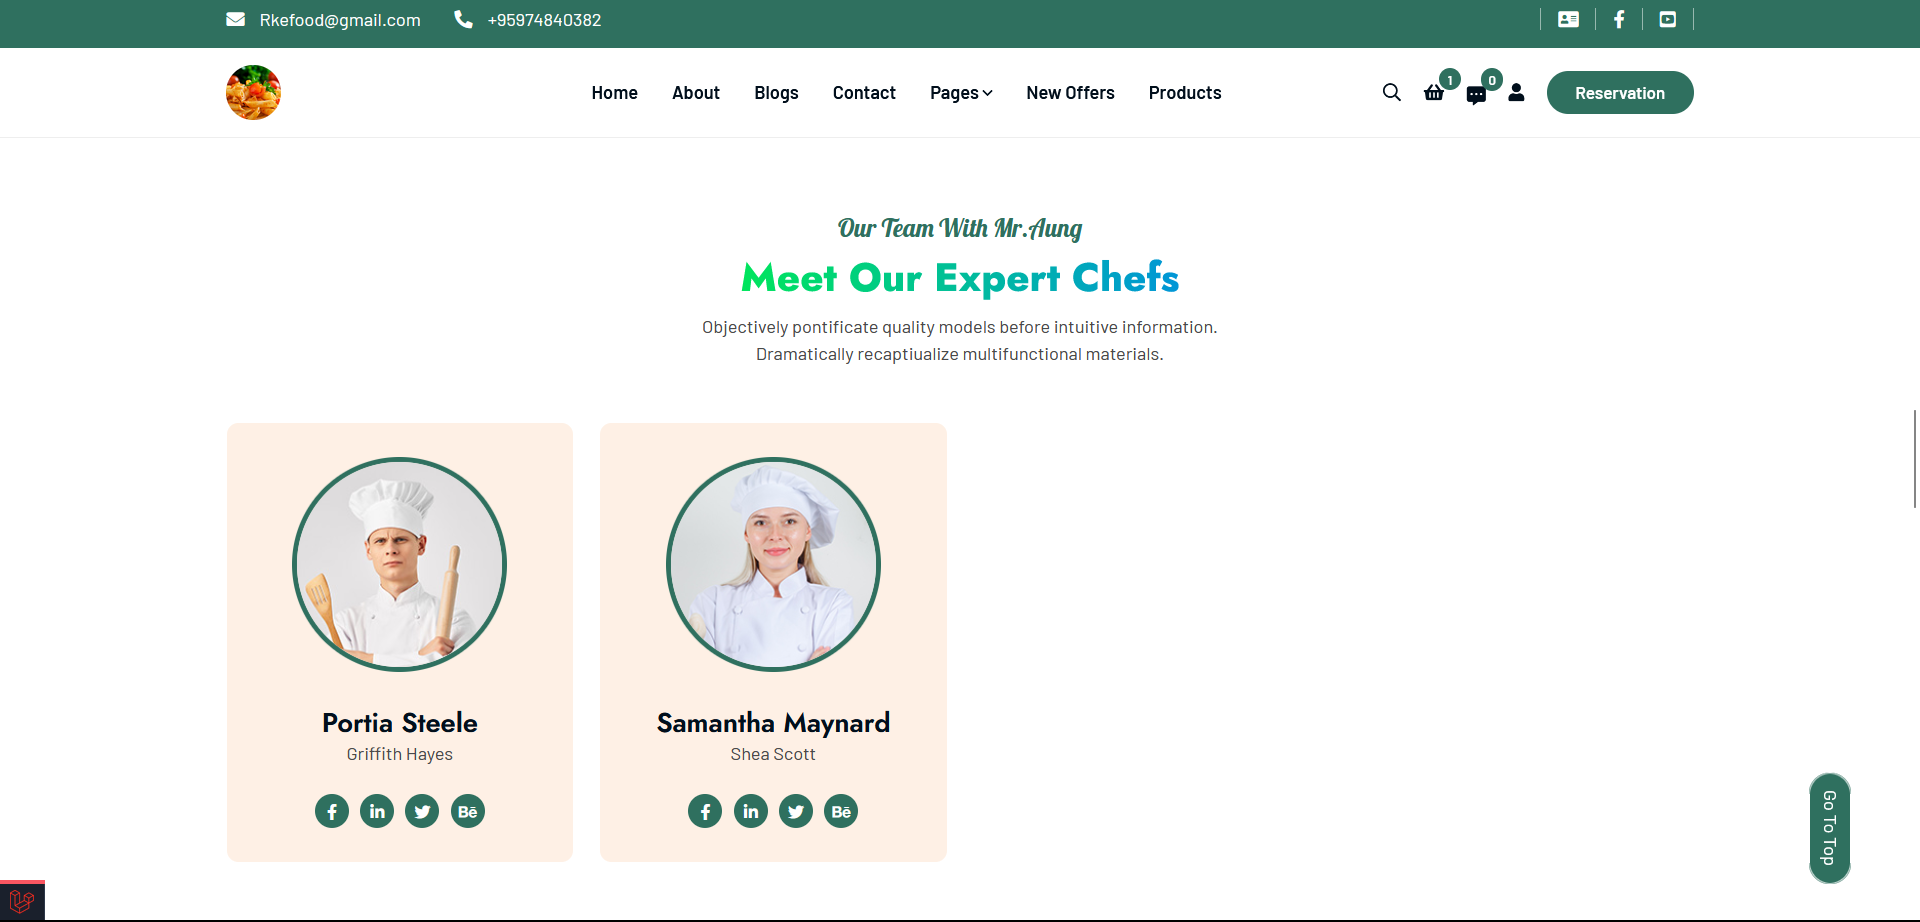 Rkefood@gmail.com +95974840382
Home About Blogs Contact Pages New Offers Products 1 0 Reservation
Our Team With Mr.Aung
Meet Our Expert Chefs
Objectively pontificate quality models before intuitive information.
Dramatically recaptiualize multifunctional materials.
Portia Steele
Griffith Hayes
Bē
Samantha Maynard
Shea Scott
Bē
Go To Top